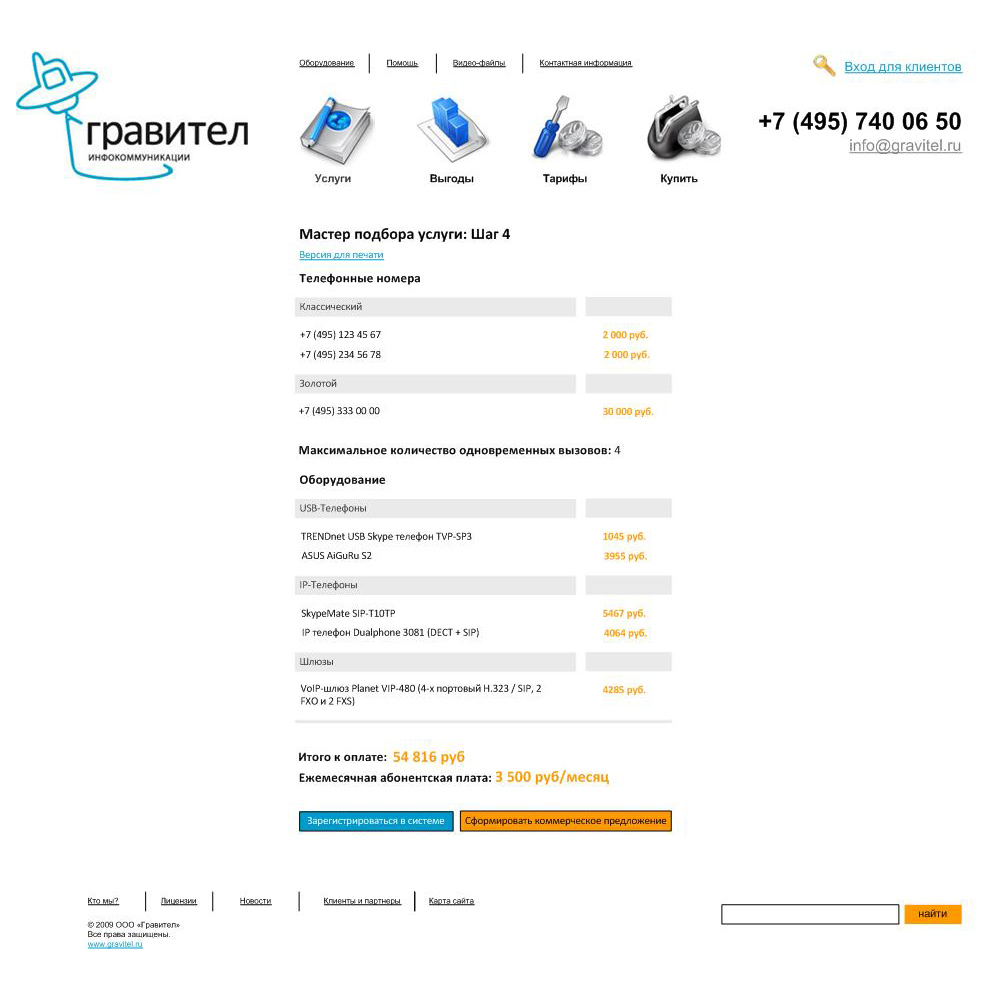 гравител
ИНФОКОММУНИКАЦИИ
Оборудование
Помощь
Видео-файлы
Контактная информация
Вход для клиентов
+7 (495) 740 06 50
info@gravitel.ru
Услуги
Выгоды
Тарифы
Купить
Мастер подбора услуги: Шаг 4
Версия для печати
Телефонные номера
Классический
+7 (495) 123 45 67 2 000 руб.
+7 (495) 234 56 78 2 000 руб.
Золотой
+7 (495) 333 00 00 30 000 руб.
Максимальное количество одновременных вызовов: 4
Оборудование
USB-Телефоны
TRENDnet USB Skype телефон TVP-SP3 1045 руб.
ASUS AiGuRu S2 3955 руб.
IP-Телефоны
SkypeMate SIP-T10TP 5467 руб.
IP телефон Dualphone 3081 (DECT + SIP) 4064 руб.
Шлюзы
VoIP-шлюз Planet VIP-480 (4-х портовый H.323 / SIP, 2 4285 руб.
FXO и 2 FXS)
Итого к оплате: 54 816 руб
Ежемесячная абонентская плата: 3 500 руб/месяц
Зарегистрироваться в системе
Сформировать коммерческое предложение
Кто мы?
Лицензии
Новости
Клиенты и партнеры
Карта сайта
найти
© 2009 ООО «Гравител»
Все права защищены.
www.gravitel.ru